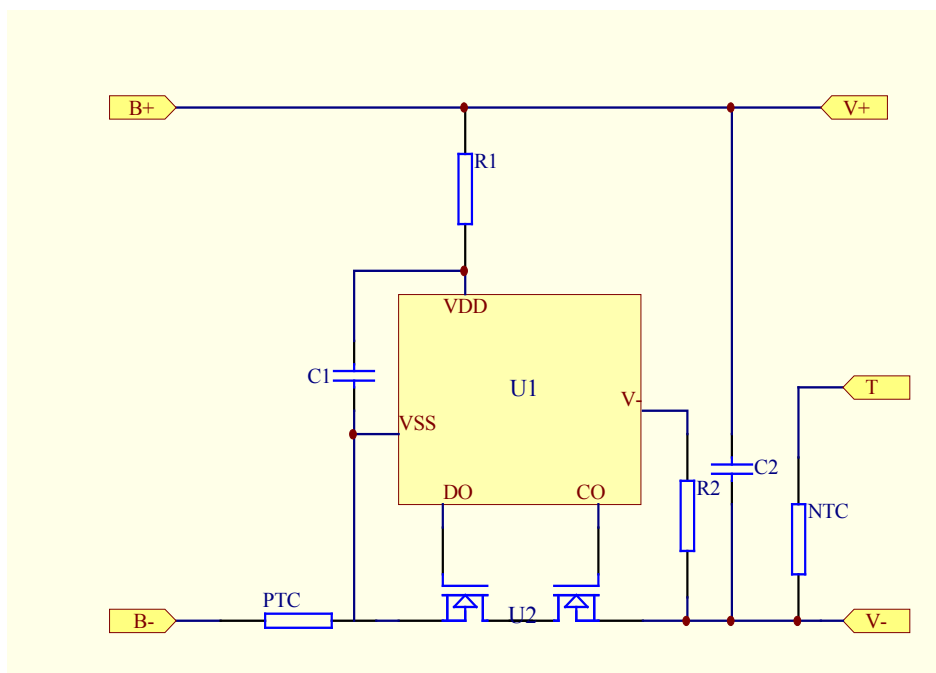 B+
V+
R1
VDD
C1
U1
V-
T
VSS
C2
R2
DO
CO
NTC
PTC
B-
U2
V-